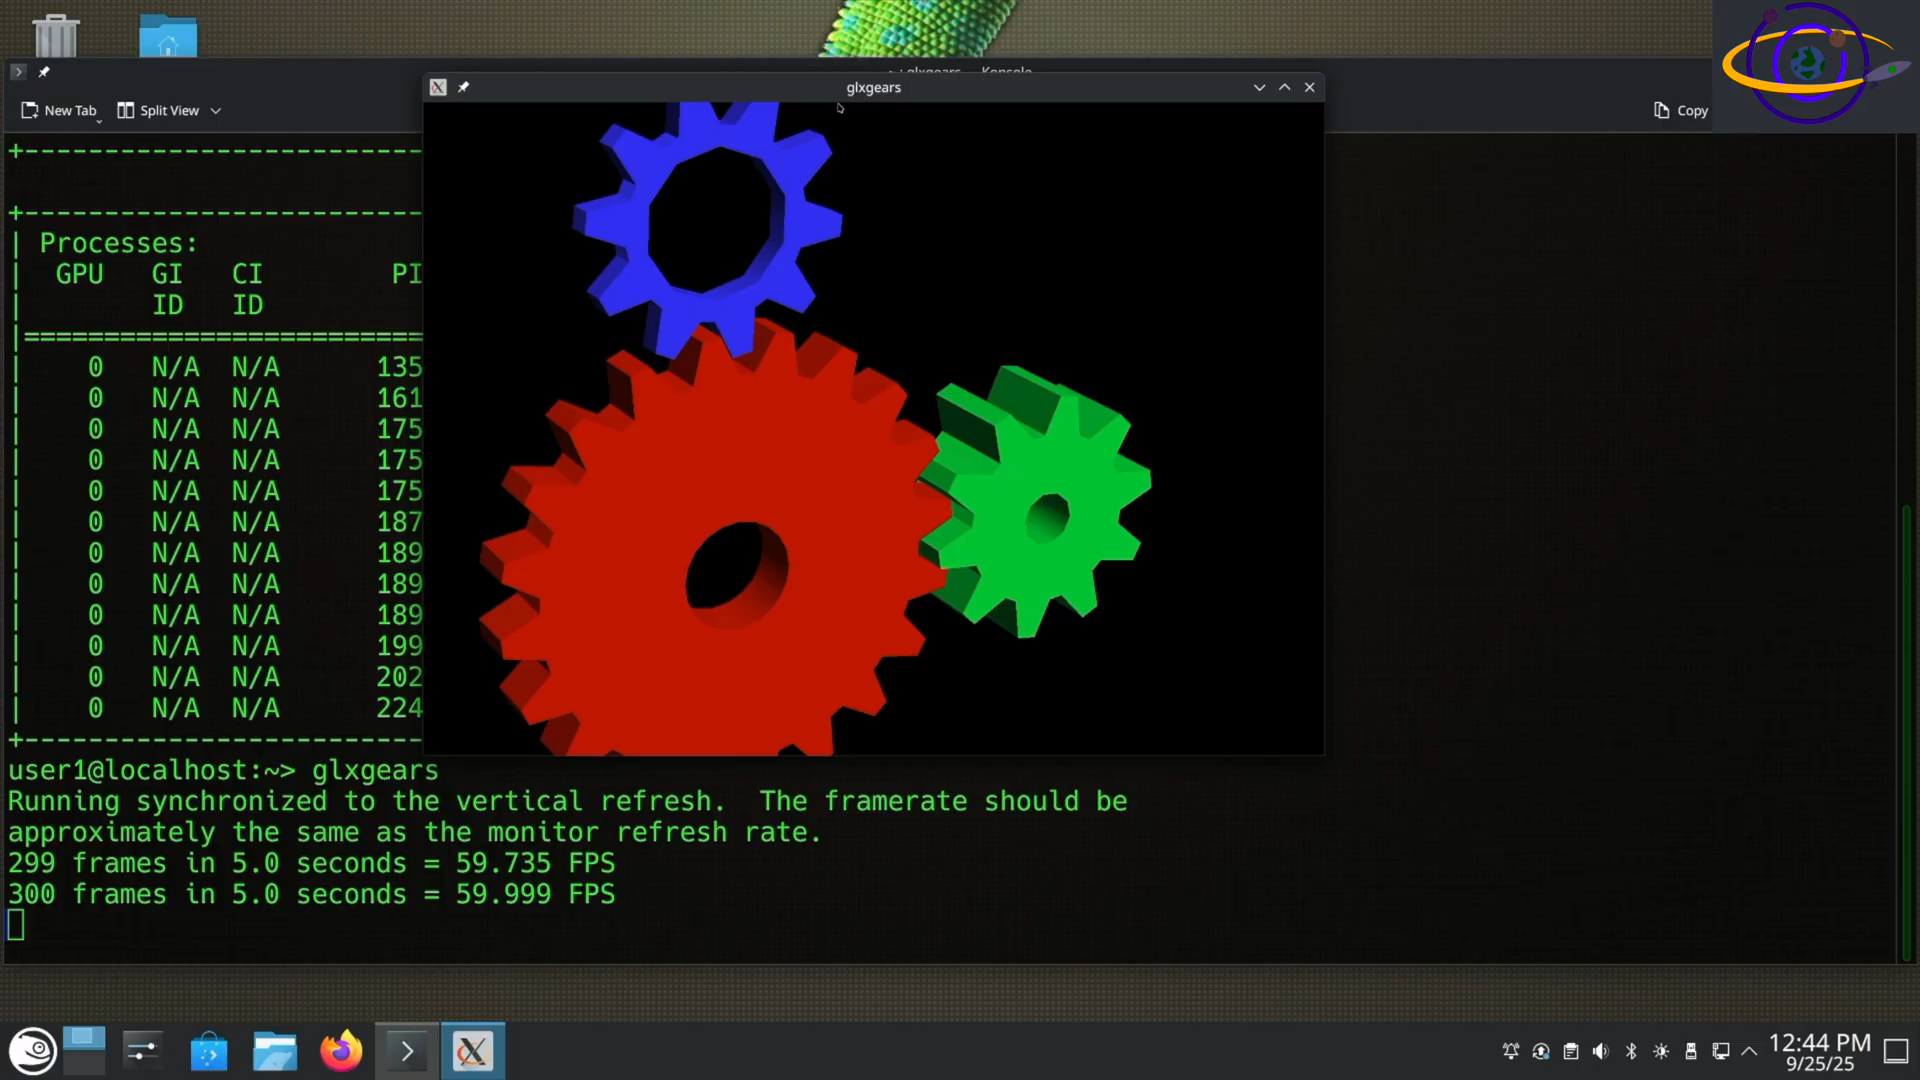 glxgears — Konsole
New Tab
Split View
Copy
glxgears
+--------------------------
+--------------------------
| Processes:
| GPU GI CI PI
| ID ID
|=========================
| 0 N/A N/A 135
| 0 N/A N/A 161
| 0 N/A N/A 175
| 0 N/A N/A 175
| 0 N/A N/A 175
| 0 N/A N/A 187
| 0 N/A N/A 189
| 0 N/A N/A 189
| 0 N/A N/A 189
| 0 N/A N/A 199
| 0 N/A N/A 202
| 0 N/A N/A 224
+--------------------------
user1@localhost:~> glxgears
Running synchronized to the vertical refresh.  The framerate should be
approximately the same as the monitor refresh rate.
299 frames in 5.0 seconds = 59.735 FPS
300 frames in 5.0 seconds = 59.999 FPS
12:44 PM
9/25/25